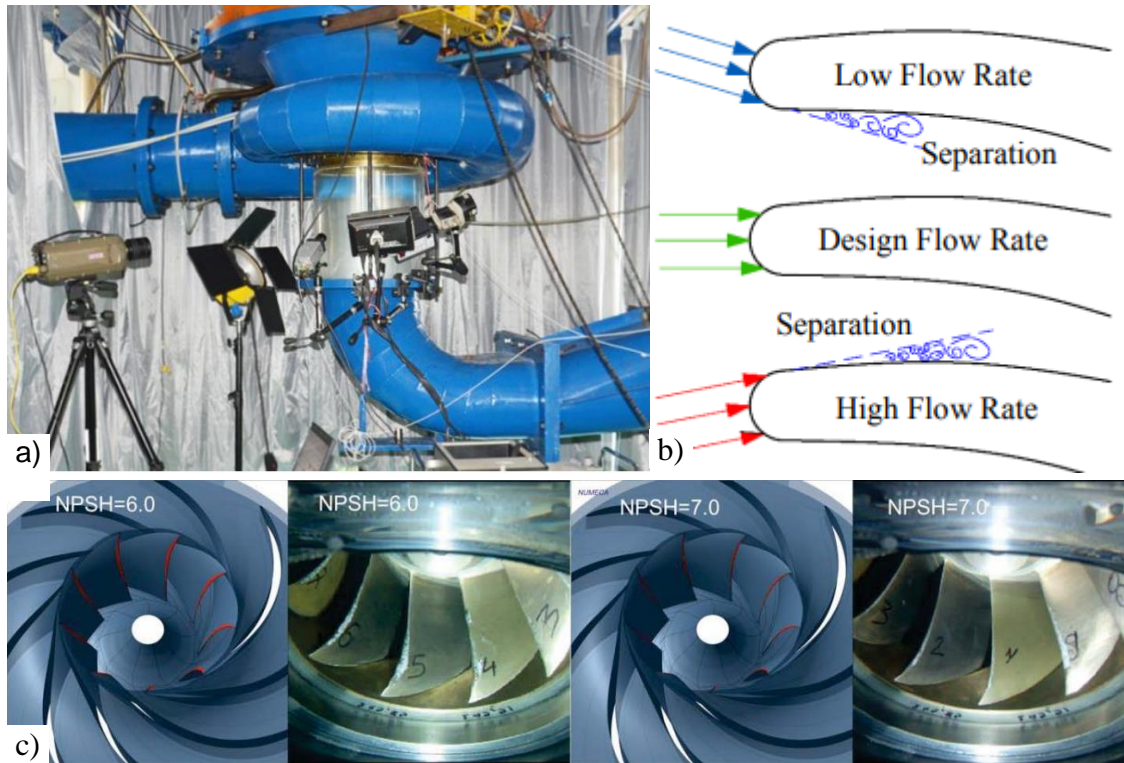 Low Flow Rate
Separation
Design Flow Rate
Separation
High Flow Rate
a)
b)
NPSH=6.0
NPSH=6.0
NUMECA
NPSH=7.0
NPSH=7.0
6
5
4
3
2
1
9
c)